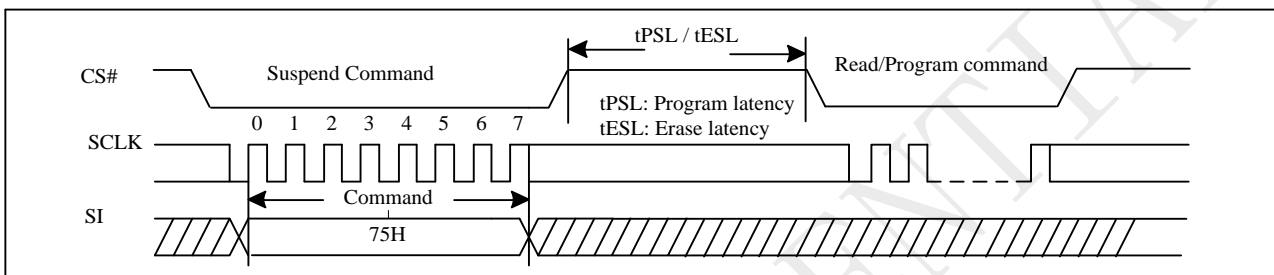 tPSL / tESL
CS#
Suspend Command
Read/Program command
tPSL: Program latency
tESL: Erase latency
0 1 2 3 4 5 6 7
SCLK
Command
SI
75H